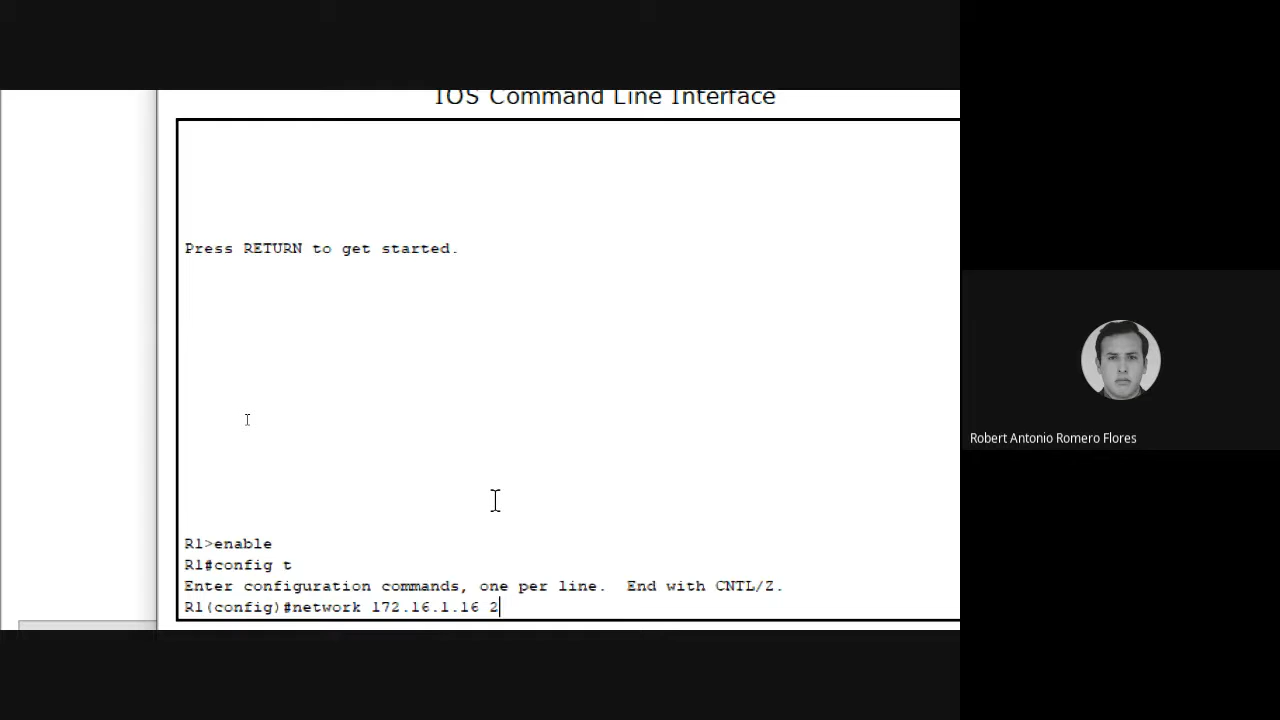 IOS Command Line Interface
Press RETURN to get started.
R1>enable
R1#config t
Enter configuration commands, one per line.  End with CNTL/Z.
R1(config)#network 172.16.1.16 2
Robert Antonio Romero Flores